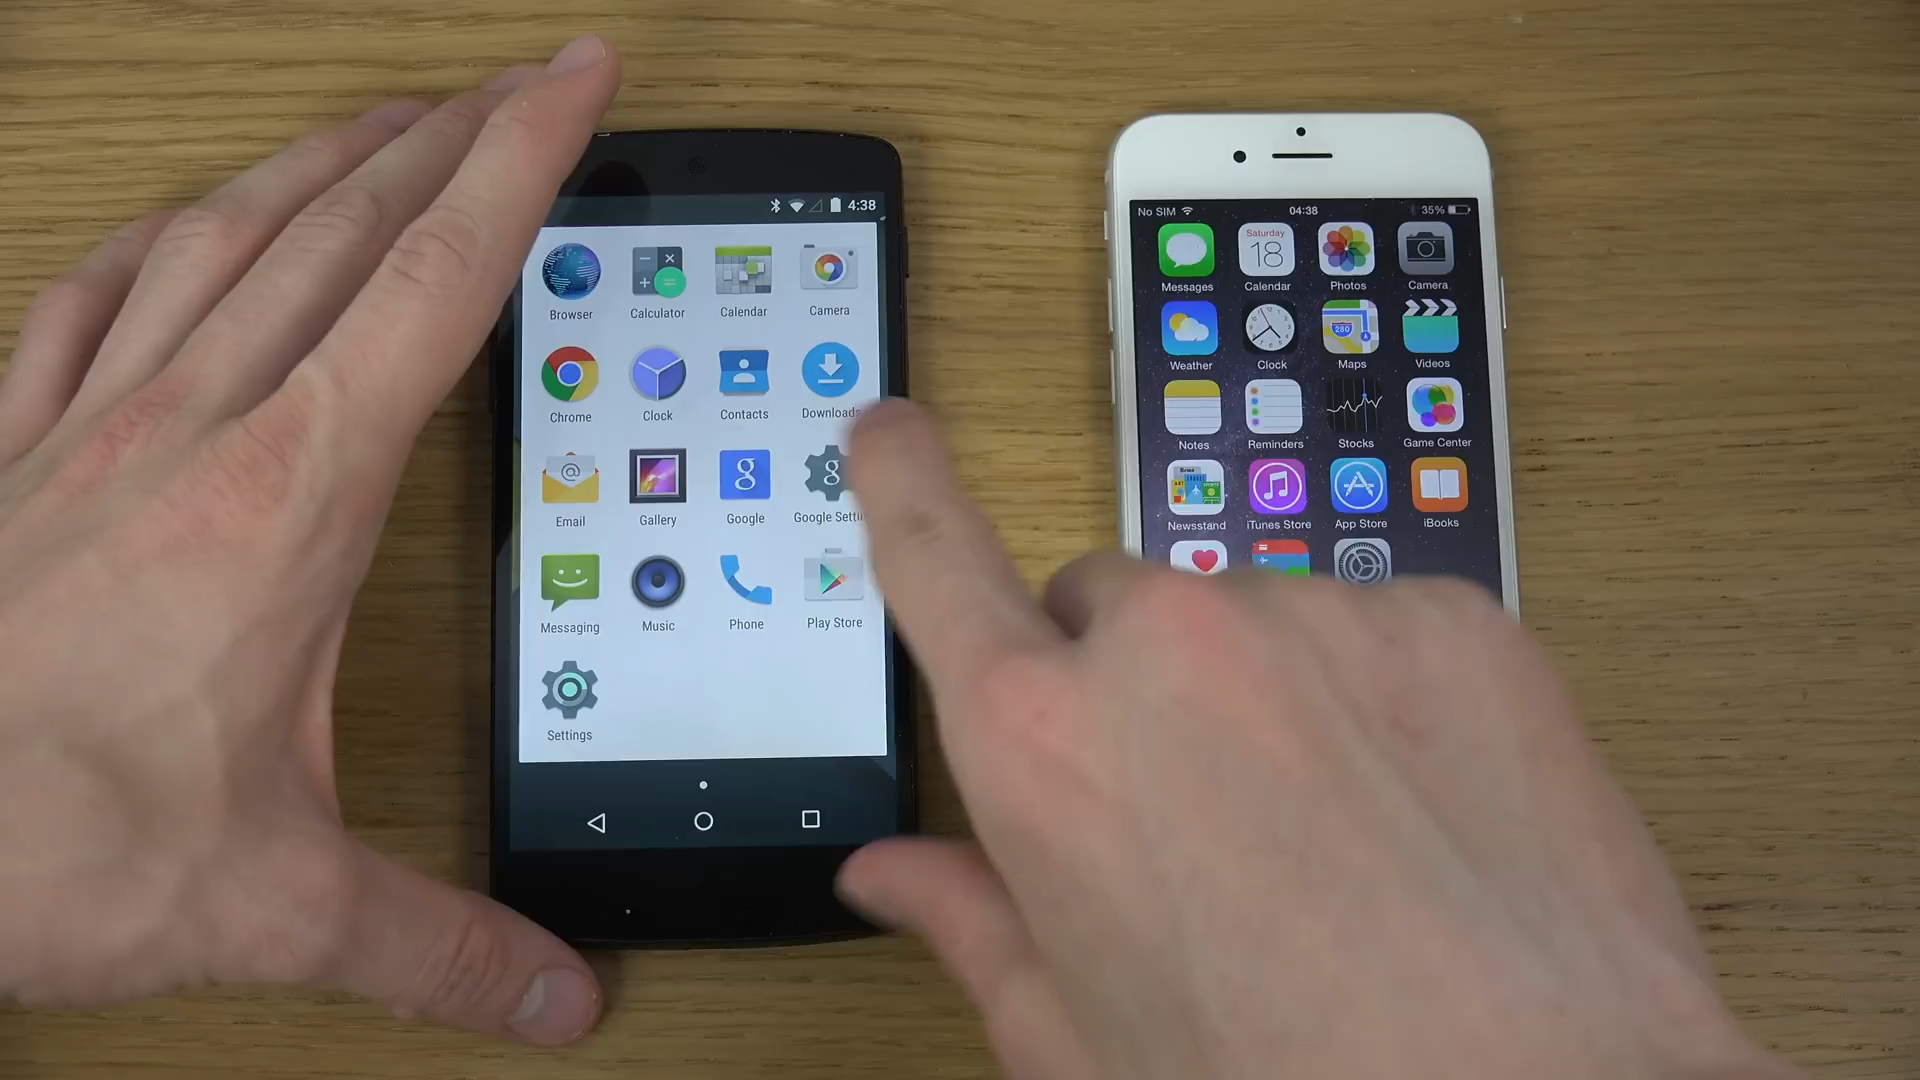 4:38
Browser
Calculator
Calendar
Camera
Chrome
Clock
Contacts
Downloads
Email
Gallery
Google
Google Setti
Messaging
Music
Phone
Play Store
Settings
No SIM
04:38
35%
Messages
Saturday
18
Calendar
Photos
Camera
Weather
Clock
280
Maps
Videos
Notes
Reminders
Stocks
Game Center
Newsstand
iTunes Store
App Store
iBooks